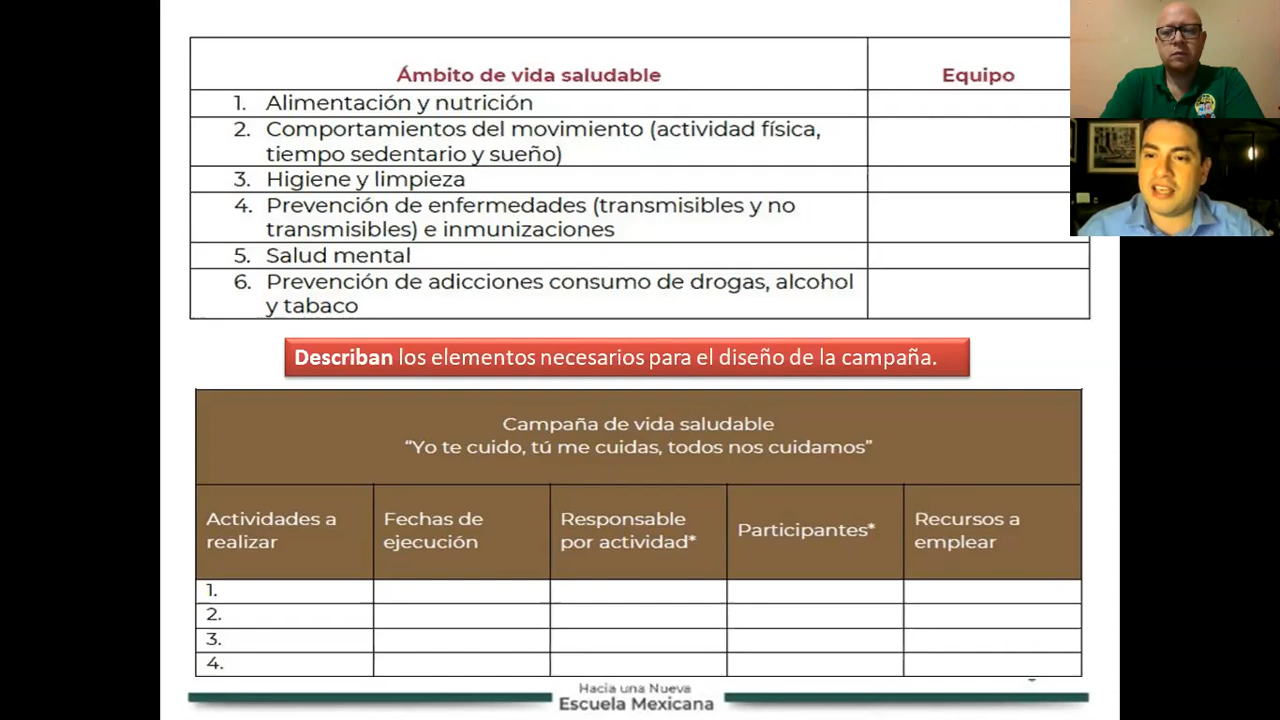 Ámbito de vida saludable
Equipo
1. Alimentación y nutrición
2. Comportamientos del movimiento (actividad física,
tiempo sedentario y sueño)
3. Higiene y limpieza
4. Prevención de enfermedades (transmisibles y no
transmisibles) e inmunizaciones
5. Salud mental
6. Prevención de adicciones consumo de drogas, alcohol
y tabaco
Describan los elementos necesarios para el diseño de la campaña.
Campaña de vida saludable
“Yo te cuido, tú me cuidas, todos nos cuidamos”
Actividades a
realizar
Fechas de
ejecución
Responsable
por actividad*
Participantes*
Recursos a
emplear
1.
2.
3.
4.
Hacia una Nueva
Escuela Mexicana